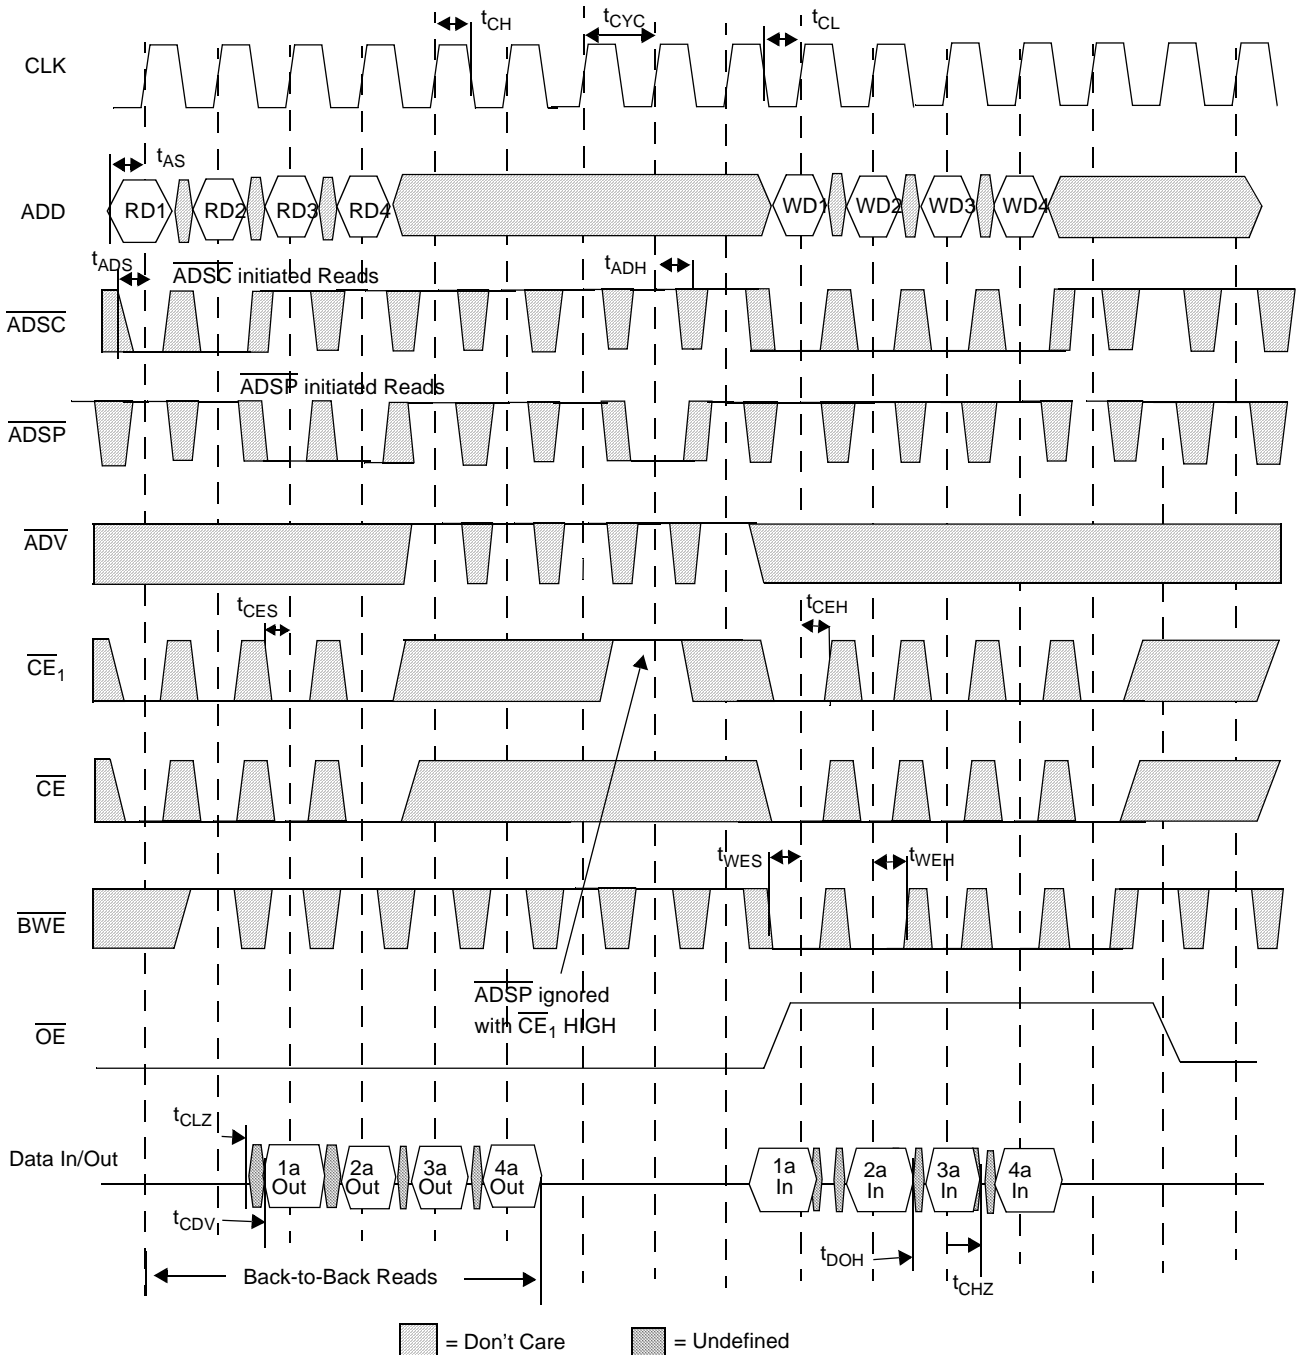 tCH tCYC tCL
CLK
tAS
ADD RD1 RD2 RD3 RD4 WD1 WD2 WD3 WD4
tADS ADSC initiated Reads tADH
ADSC
ADSP initiated Reads
ADSP
ADV
tCES tCEH
CE1
CE
tWES tWEH
BWE
ADSP ignored
with CE1 HIGH
OE
tCLZ
Data In/Out
1a Out 2a Out 3a Out 4a Out 1a In 2a In 3a In 4a In
tCDV
tDOH
tCHZ
Back-to-Back Reads
= Don't Care = Undefined